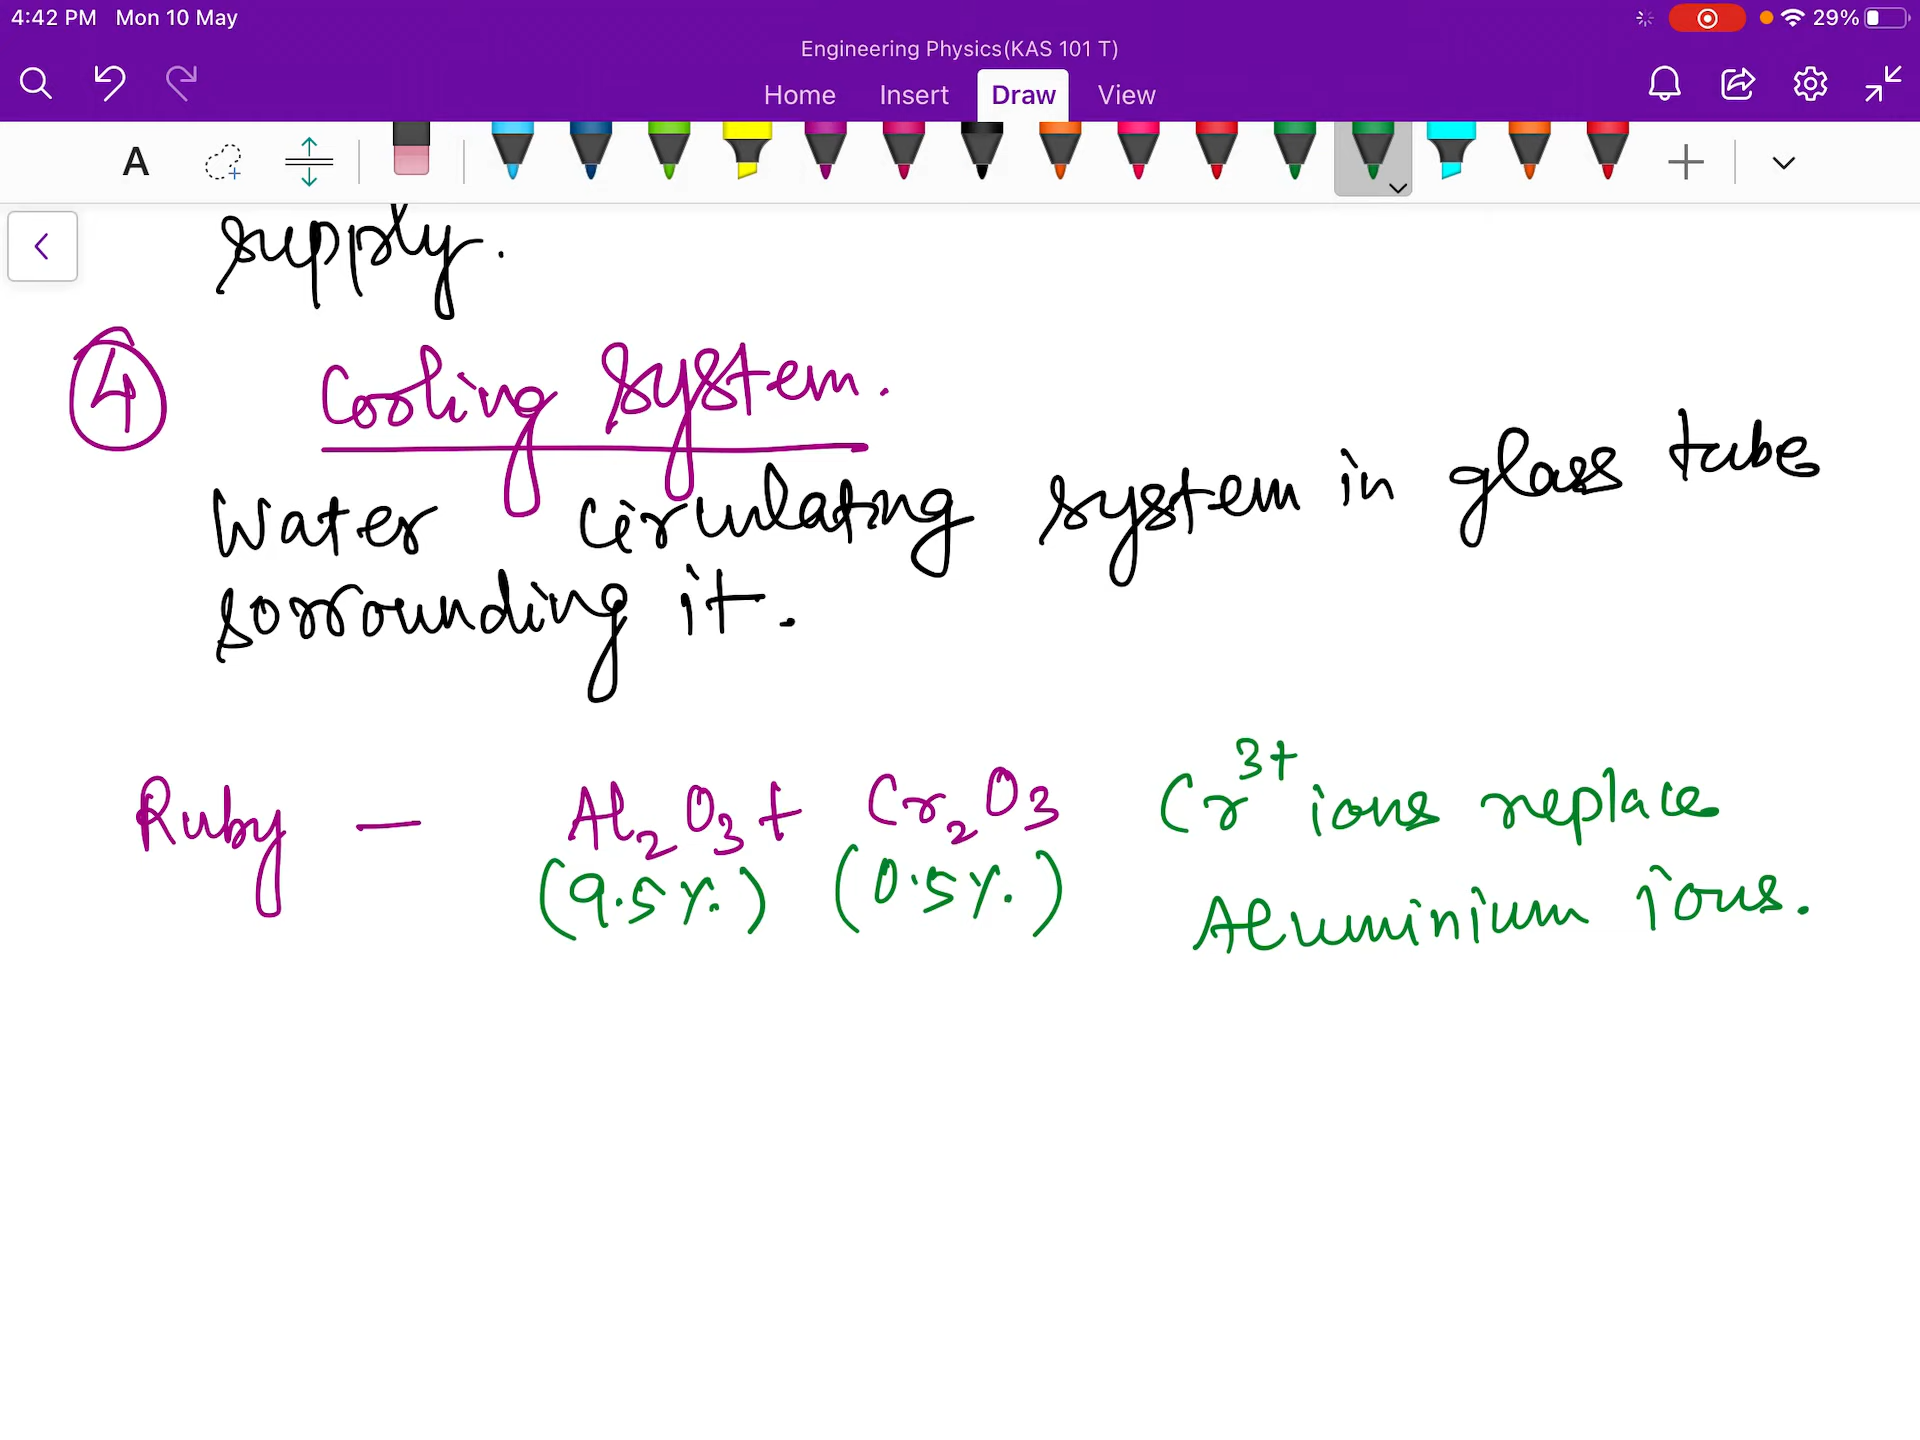 4:42 PM Mon 10 May
29%
Engineering Physics(KAS 101 T)
Home Insert Draw View
A
supply.
4 Cooling System.
Water circulating system in glass tube
sorrounding it.
Ruby — Al₂O₃ + Cr₂O₃ Cr³⁺ ions replace
(9.5%) (0.5%) Aluminium ions.